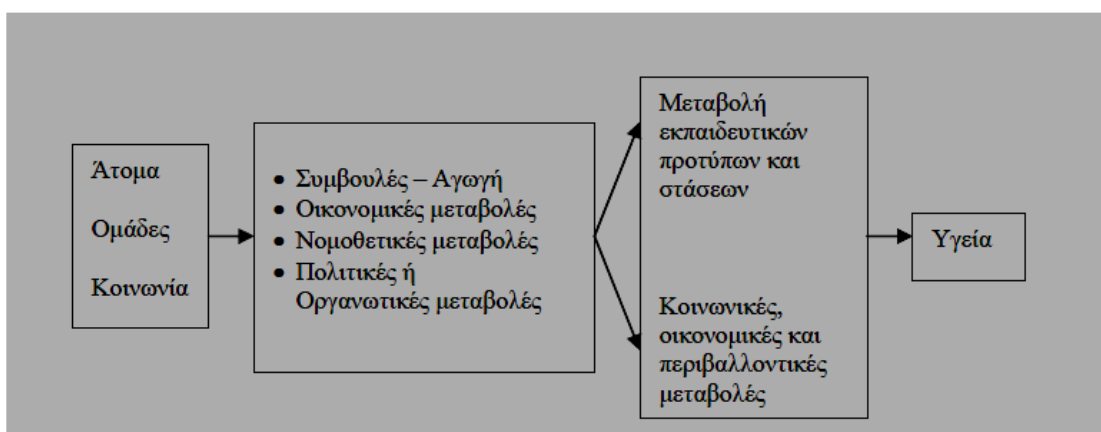 Άτομα
Ομάδες
Κοινωνία
• Συμβουλές – Αγωγή
• Οικονομικές μεταβολές
• Νομοθετικές μεταβολές
• Πολιτικές ή
Οργανωτικές μεταβολές
Μεταβολή
εκπαιδευτικών
προτύπων και
στάσεων
Κοινωνικές,
οικονομικές και
περιβαλλοντικές
μεταβολές
Υγεία